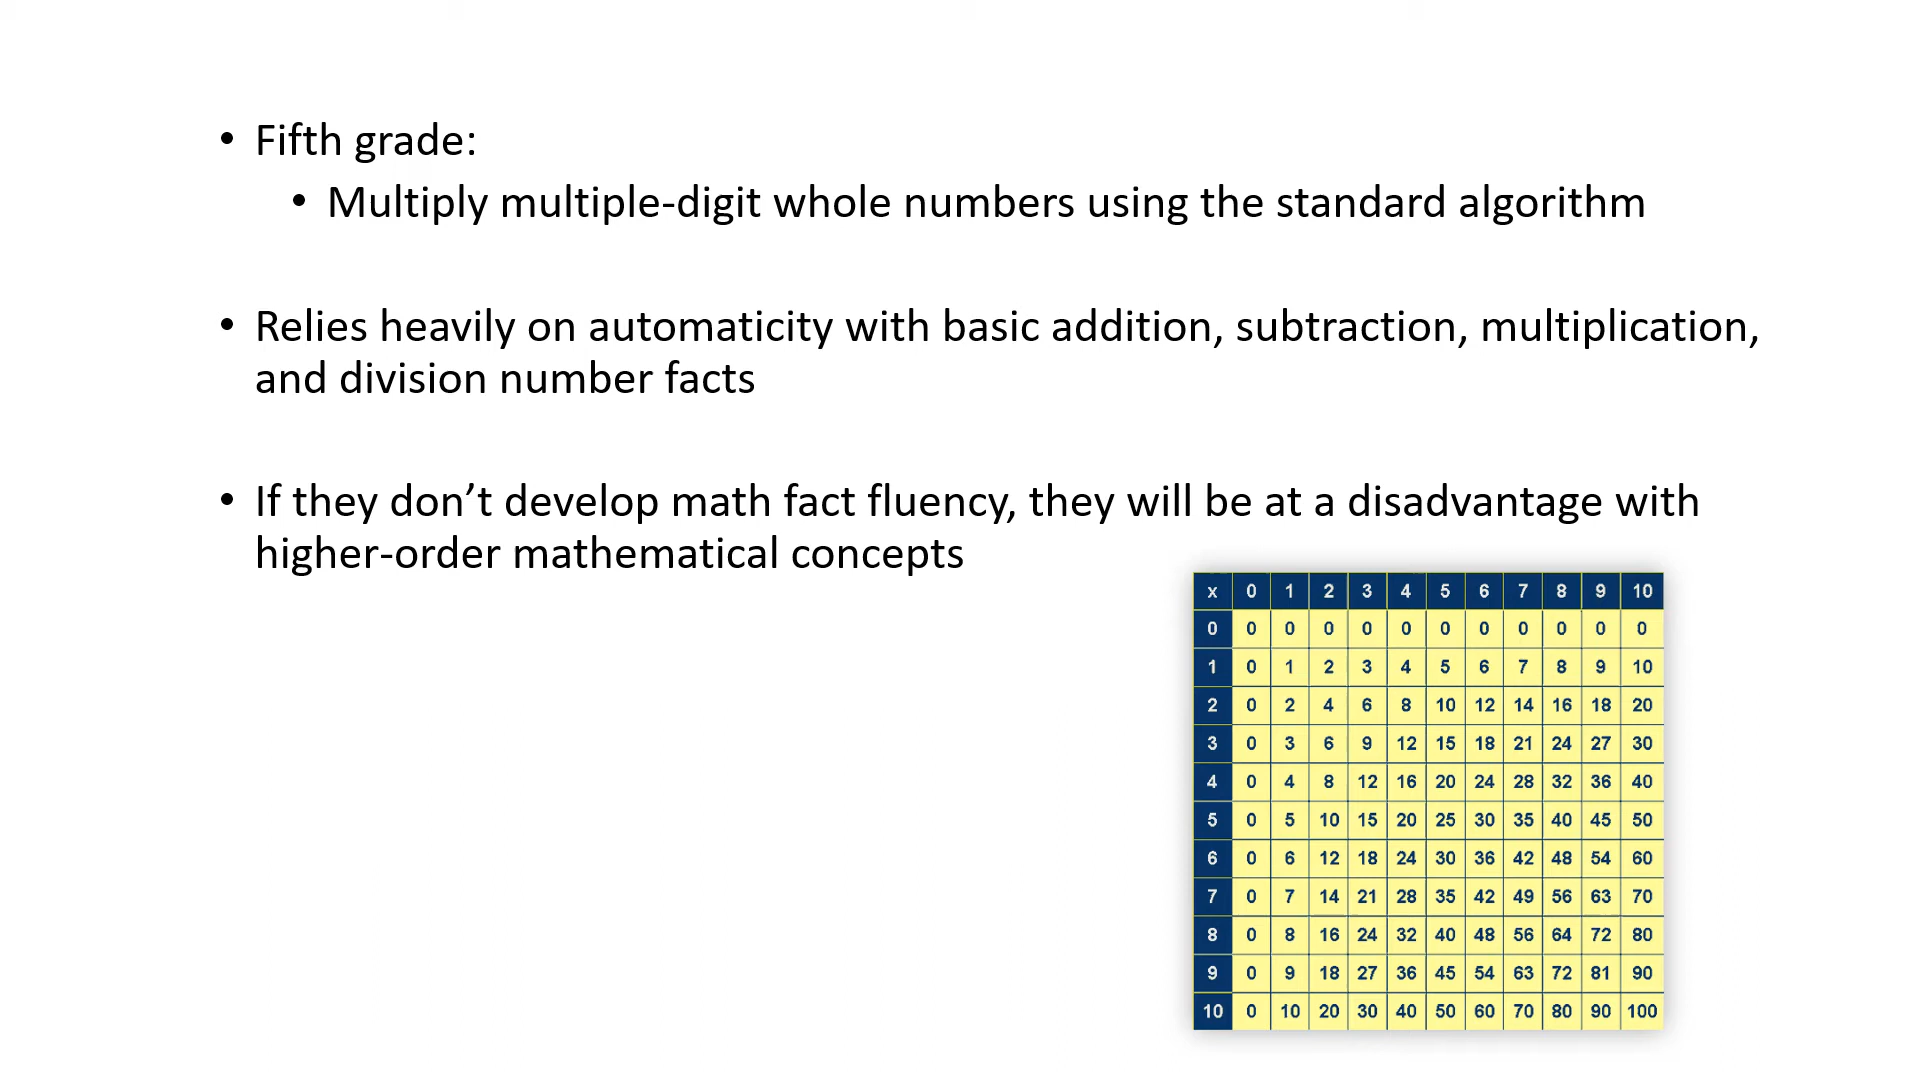 • Fifth grade:
• Multiply multiple-digit whole numbers using the standard algorithm
• Relies heavily on automaticity with basic addition, subtraction, multiplication,
and division number facts
• If they don’t develop math fact fluency, they will be at a disadvantage with
higher-order mathematical concepts
x 0 1 2 3 4 5 6 7 8 9 10
0 0 0 0 0 0 0 0 0 0 0 0
1 0 1 2 3 4 5 6 7 8 9 10
2 0 2 4 6 8 10 12 14 16 18 20
3 0 3 6 9 12 15 18 21 24 27 30
4 0 4 8 12 16 20 24 28 32 36 40
5 0 5 10 15 20 25 30 35 40 45 50
6 0 6 12 18 24 30 36 42 48 54 60
7 0 7 14 21 28 35 42 49 56 63 70
8 0 8 16 24 32 40 48 56 64 72 80
9 0 9 18 27 36 45 54 63 72 81 90
10 0 10 20 30 40 50 60 70 80 90 100